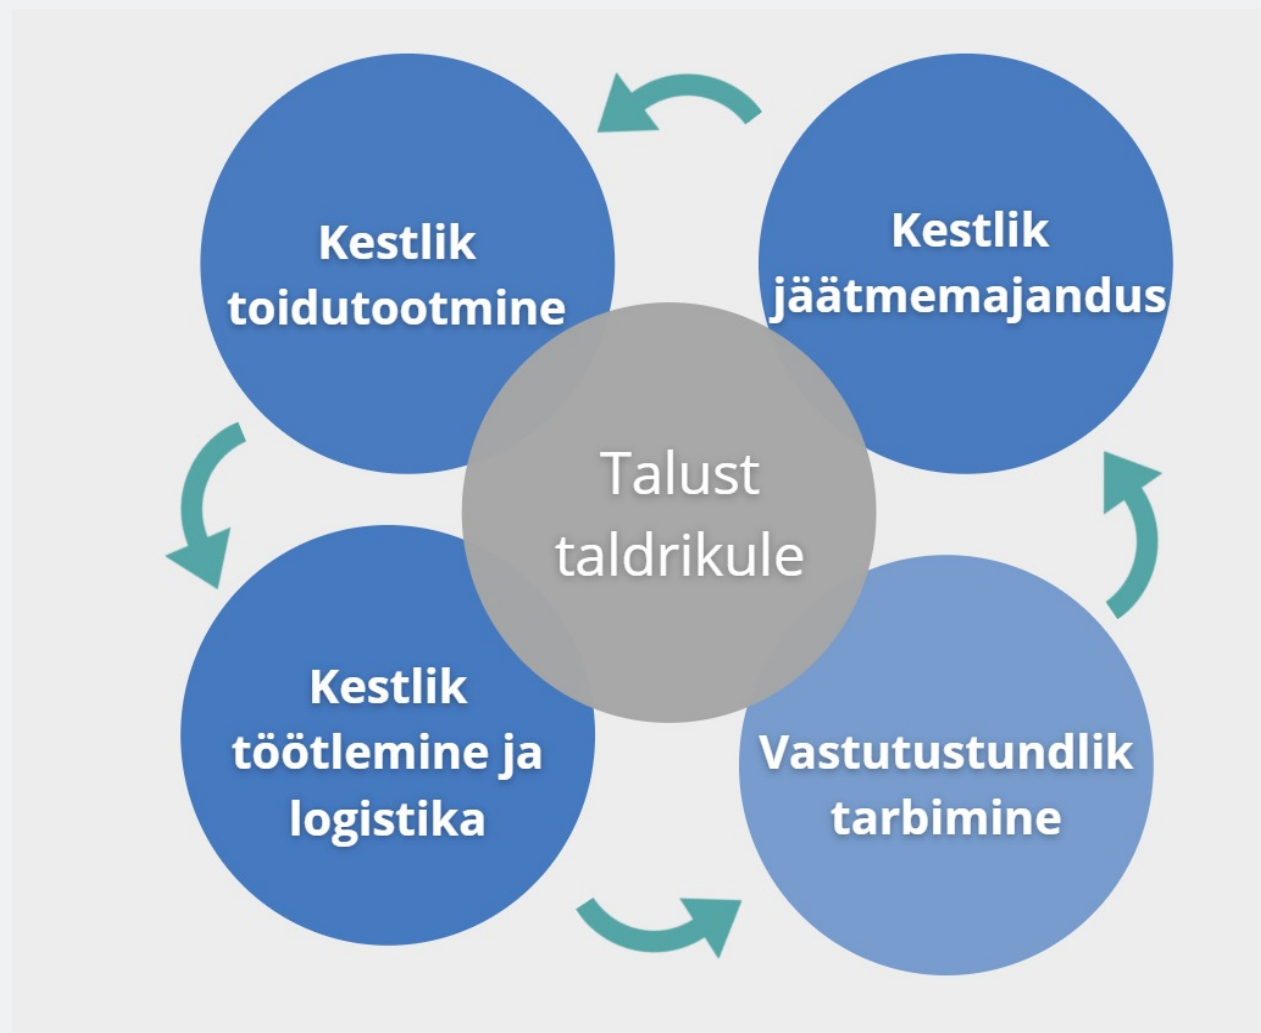 Kestlik
toidutootmine
Kestlik
jäätmemajandus
Talust
taldrikule
Kestlik
töötlemine ja
logistika
Vastutustundlik
tarbimine